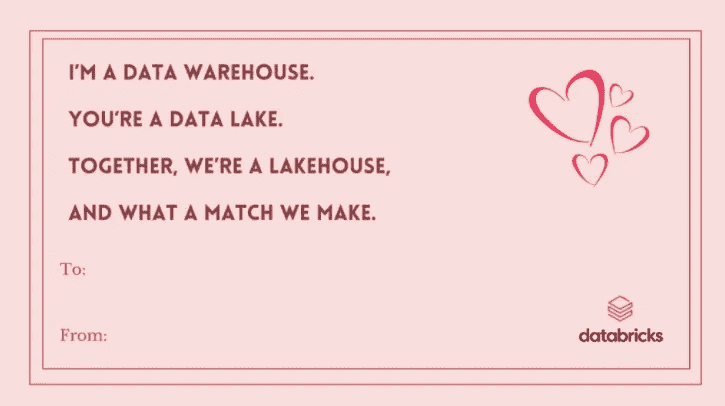 I'M A DATA WAREHOUSE.
YOU'RE A DATA LAKE.
TOGETHER, WE'RE A LAKEHOUSE,
AND WHAT A MATCH WE MAKE.
To:
From:
databricks